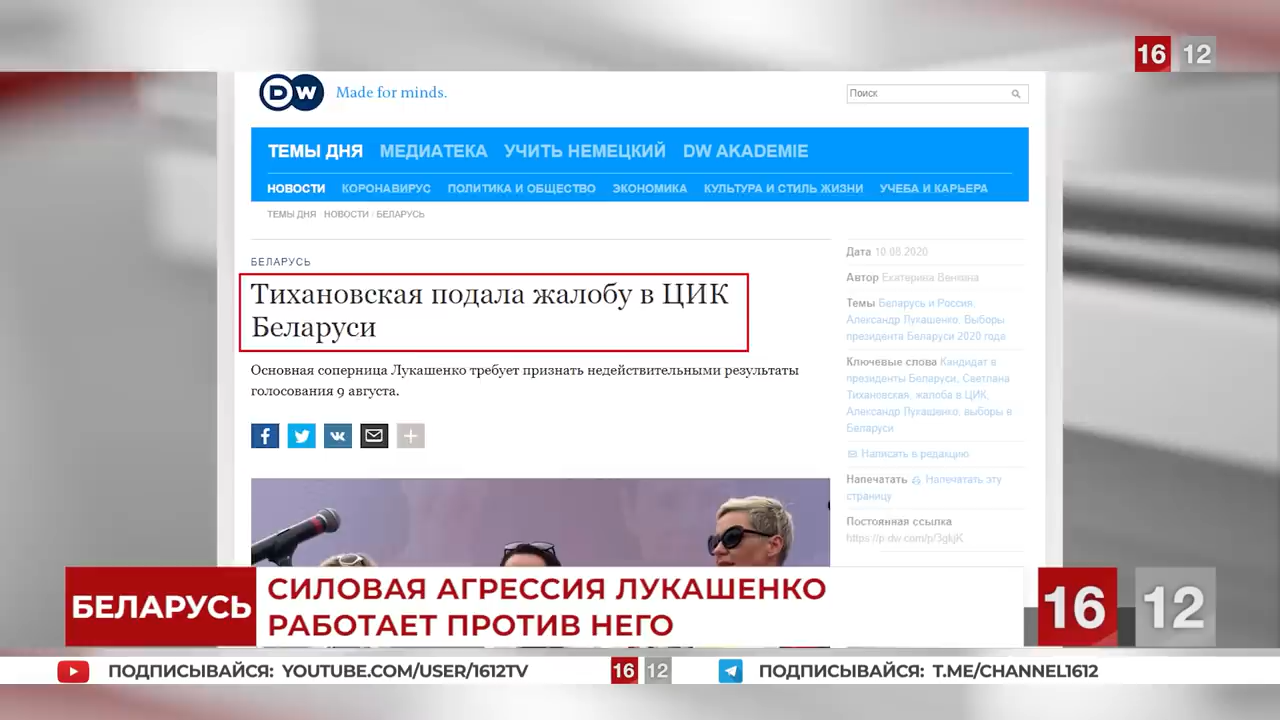 16 12
DW Made for minds.
Поиск
ТЕМЫ ДНЯ МЕДИАТЕКА УЧИТЬ НЕМЕЦКИЙ DW AKADEMIE
НОВОСТИ КОРОНАВИРУС ПОЛИТИКА И ОБЩЕСТВО ЭКОНОМИКА КУЛЬТУРА И СТИЛЬ ЖИЗНИ УЧЕБА И КАРЬЕРА
ТЕМЫ ДНЯ НОВОСТИ / БЕЛАРУСЬ
БЕЛАРУСЬ
Тихановская подала жалобу в ЦИК
Беларуси
Основная соперница Лукашенко требует признать недействительными результаты
голосования 9 августа.
Дата 10.08.2020
Автор Екатерина Венкина
Темы Беларусь и Россия,
Александр Лукашенко, Выборы
президента Беларуси 2020 года
Ключевые слова Кандидат в
президенты Беларуси, Светлана
Тихановская, жалоба в ЦИК,
Александр Лукашенко, выборы в
Беларуси
Написать в редакцию
Напечатать Напечатать эту
страницу
Постоянная ссылка
https://p.dw.com/p/3gkjK
БЕЛАРУСЬ
СИЛОВАЯ АГРЕССИЯ ЛУКАШЕНКО
РАБОТАЕТ ПРОТИВ НЕГО
16 12
ПОДПИСЫВАЙСЯ: YOUTUBE.COM/USER/1612TV 16 12 ПОДПИСЫВАЙСЯ: T.ME/CHANNEL1612